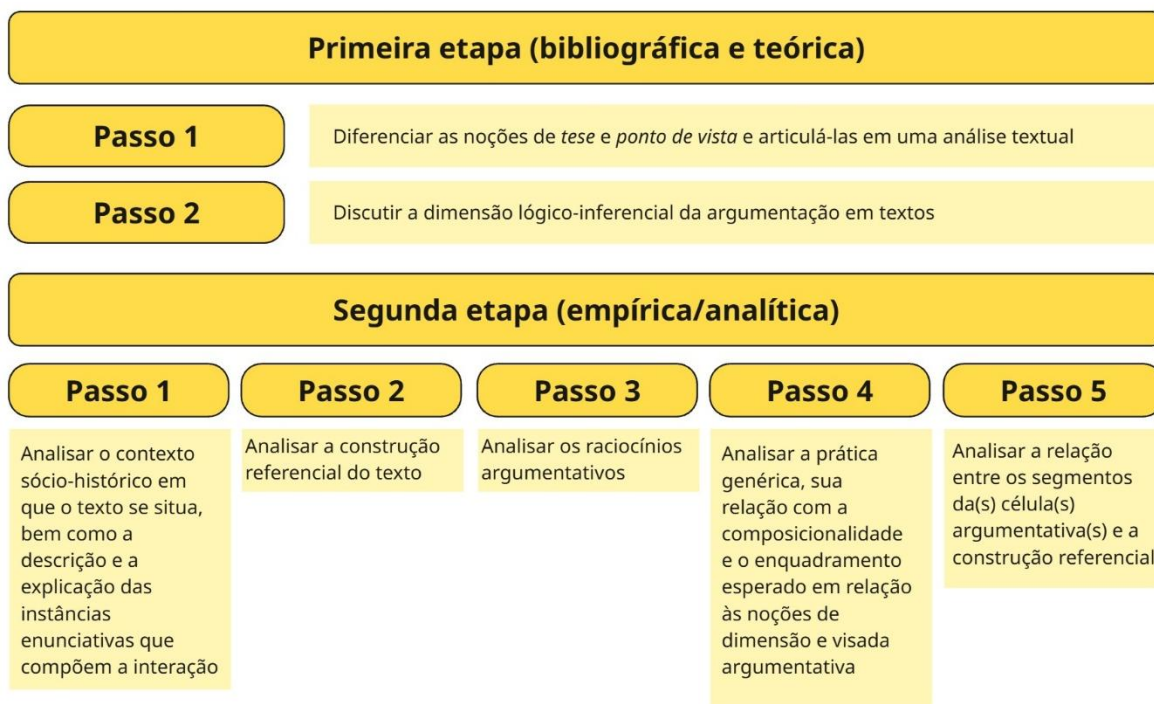 Primeira etapa (bibliográfica e teórica)
Passo 1
Diferenciar as noções de tese e ponto de vista e articulá-las em uma análise textual
Passo 2
Discutir a dimensão lógico-inferencial da argumentação em textos
Segunda etapa (empírica/analítica)
Passo 1
Analisar o contexto
sócio-histórico em
que o texto se situa,
bem como a
descrição e a
explicação das
instâncias
enunciativas que
compõem a interação
Passo 2
Analisar a construção
referencial do texto
Passo 3
Analisar os raciocínios
argumentativos
Passo 4
Analisar a prática
genérica, sua
relação com a
composicionalidade
e o enquadramento
esperado em relação
às noções de
dimensão e visada
argumentativa
Passo 5
Analisar a relação
entre os segmentos
da(s) célula(s)
argumentativa(s) e a
construção referencial